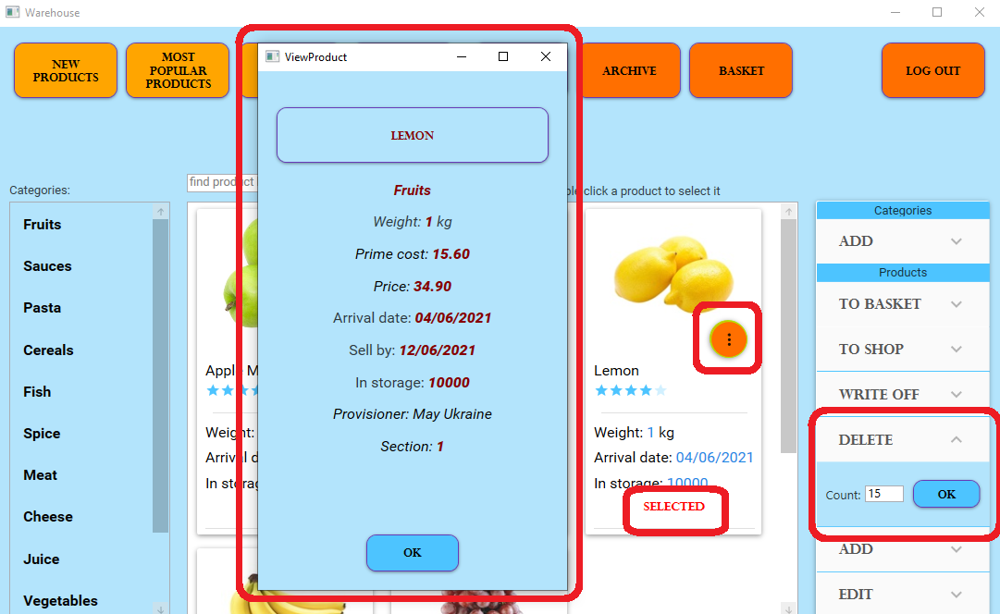 Warehouse
NEW
PRODUCTS
MOST
POPULAR
PRODUCTS
ARCHIVE
BASKET
LOG OUT
ViewProduct
LEMON
Fruits
Weight: 1 kg
Prime cost: 15.60
Price: 34.90
Arrival date: 04/06/2021
Sell by: 12/06/2021
In storage: 10000
Provisioner: May Ukraine
Section: 1
OK
Categories:
Fruits
Sauces
Pasta
Cereals
Fish
Spice
Meat
Cheese
Juice
Vegetables
find product
click a product to select it
Apple M
Weight:
Arrival d
In storag
Lemon
Weight: 1 kg
Arrival date: 04/06/2021
In storage: 10000
SELECTED
Categories
ADD
Products
TO BASKET
TO SHOP
WRITE OFF
DELETE
Count: 15 OK
ADD
EDIT